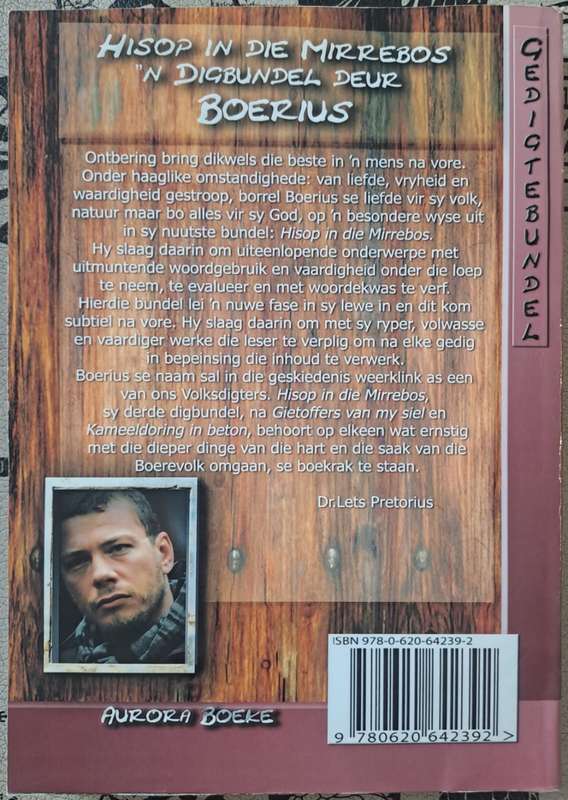 HISOP IN DIE MIRREBOS
'N DIGBUNDEL DEUR
BOERIUS
GEDIGTEBUNDEL
Ontbering bring dikwels die beste in 'n mens na vore.
Onder haaglike omstandighede: van liefde, vryheid en
waardigheid gestroop, borrel Boerius se liefde vir sy volk,
natuur maar bo alles vir sy God, op 'n besondere wyse uit
in sy nuutste bundel: Hisop in die Mirrebos.
Hy slaag daarin om uiteenlopende onderwerpe met
uitmuntende woordgebruik en vaardigheid onder die loep
te neem, te evalueer en met woordekwas te verf.
Hierdie bundel lei 'n nuwe fase in sy lewe in en dit kom
subtiel na vore. Hy slaag daarin om met sy ryper, volwasse
en vaardiger werke die leser te verplig om na elke gedig
in bepeinsing die inhoud te verwerk.
Boerius se naam sal in die geskiedenis weerklink as een
van ons Volksdigters. Hisop in die Mirrebos,
sy derde digbundel, na Gietoffers van my siel en
Kameeldoring in beton, behoort op elkeen wat ernstig
met die dieper dinge van die hart en die saak van die
Boerevolk omgaan, se boekrak te staan.
Dr.Lets Pretorius
ISBN 978-0-620-64239-2
9 780620 642392 >
AURORA BOEKE